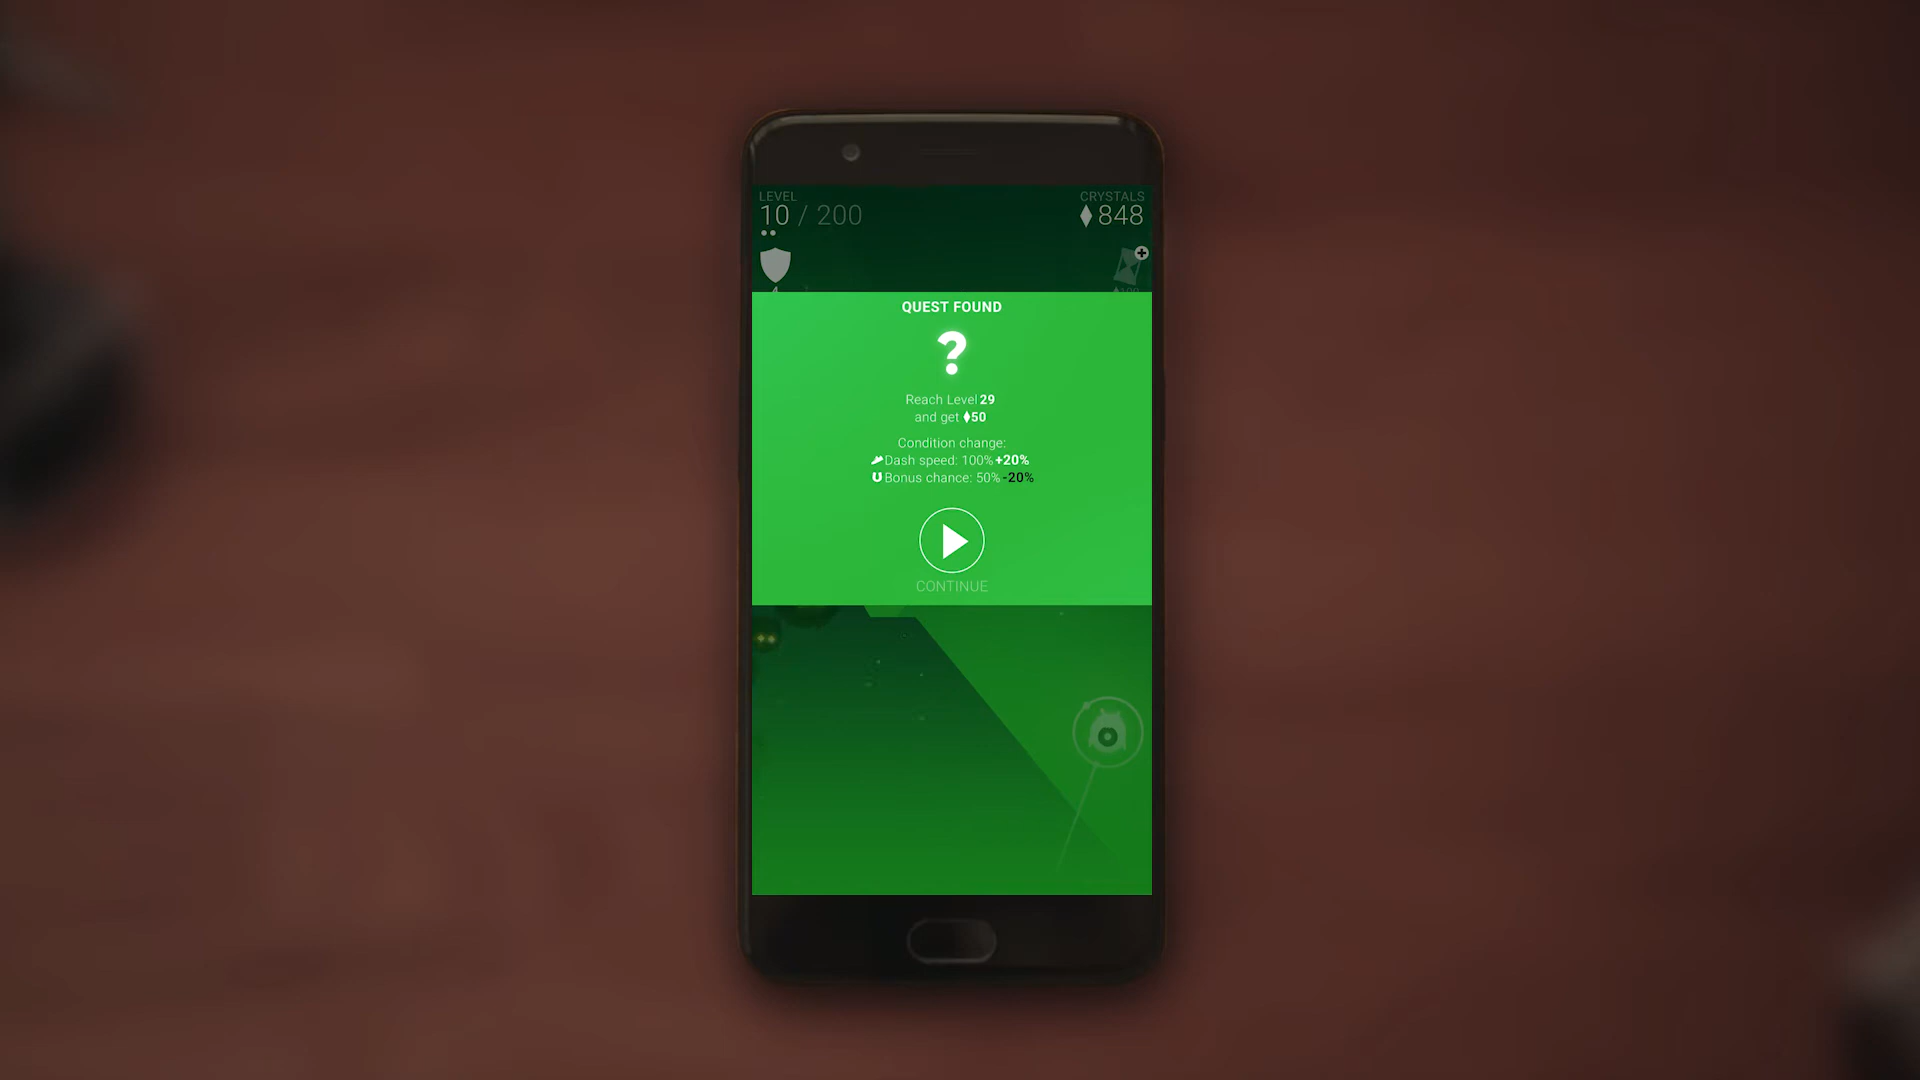 LEVEL
10 / 200
CRYSTALS
848
QUEST FOUND
?
Reach Level 29
and get 50
Condition change:
Dash speed: 100% +20%
Bonus chance: 50% -20%
CONTINUE